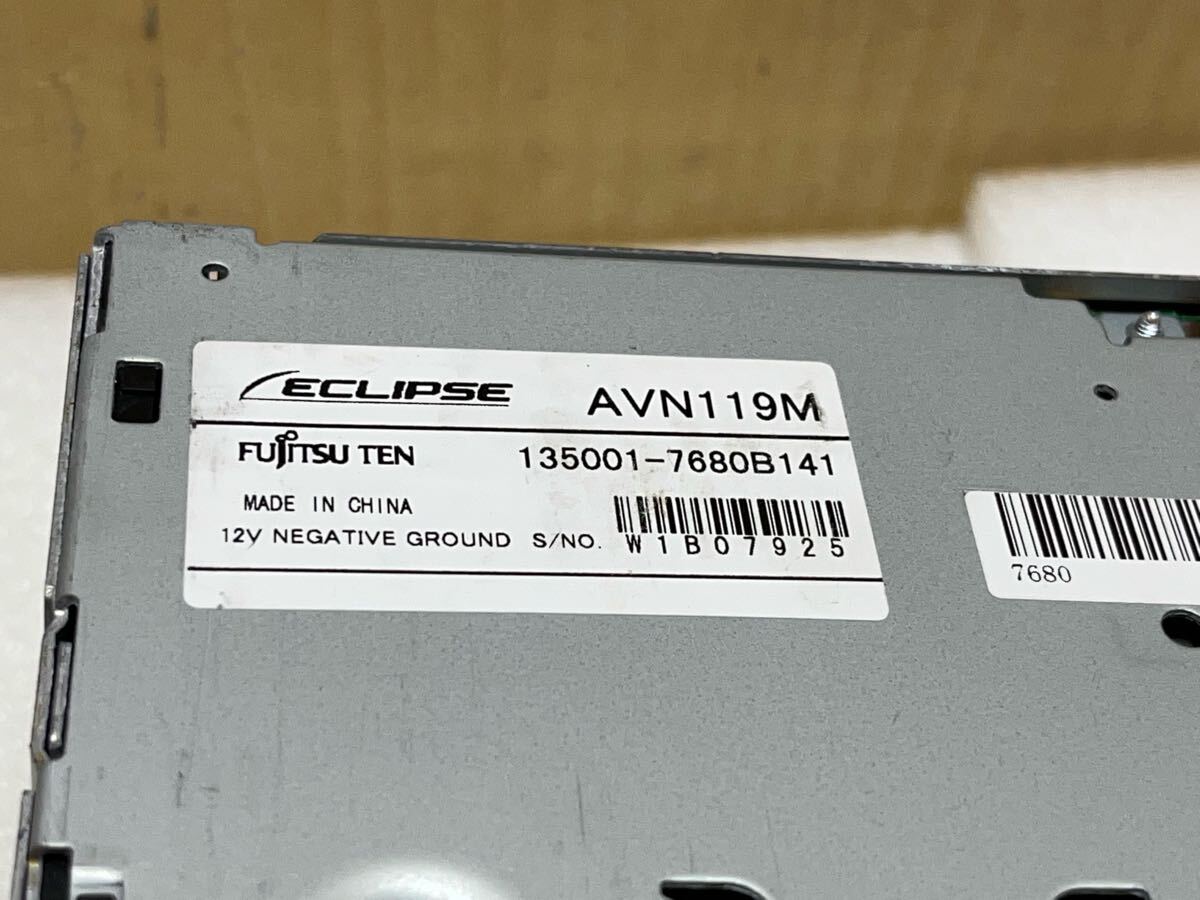 ECLIPSE AVN119M
FUJITSU TEN 135001-7680B141
MADE IN CHINA
12V NEGATIVE GROUND S/NO. W1B07925
7680